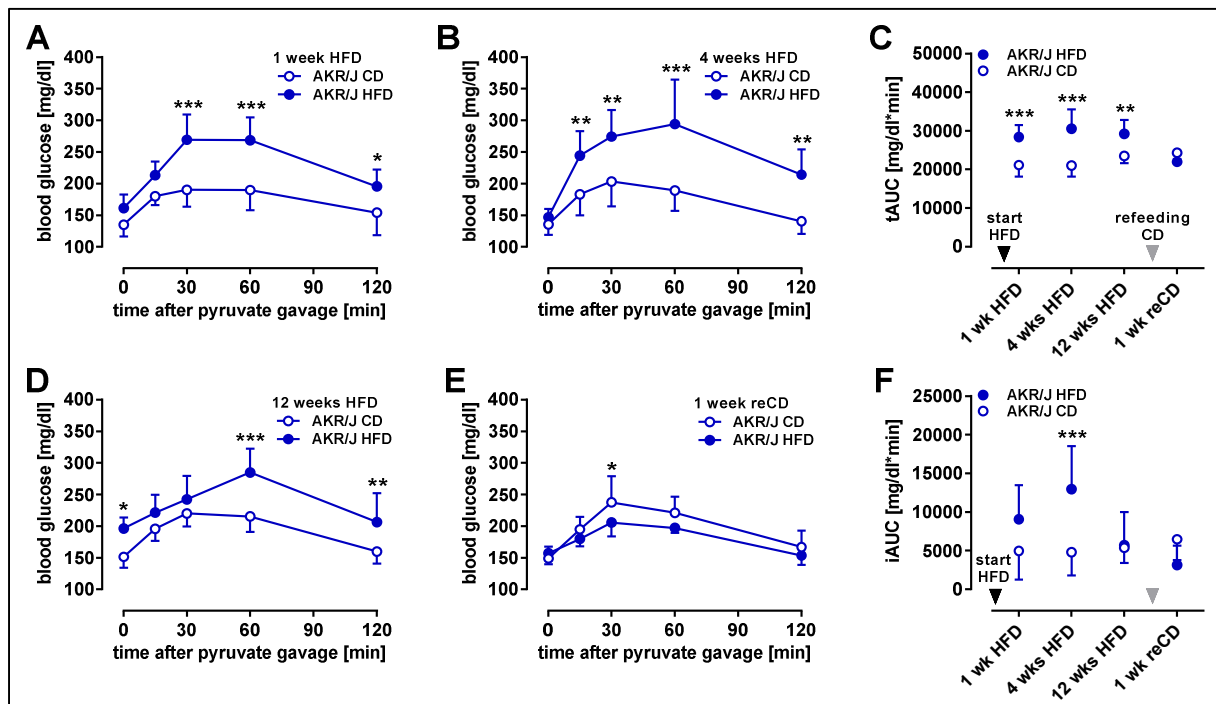 A
1 week HFD
AKR/J CD
AKR/J HFD
blood glucose [mg/dl]
400
350
300
250
200
150
100
***
***
*
0
30
60
90
120
time after pyruvate gavage [min]
B
4 weeks HFD
AKR/J CD
AKR/J HFD
blood glucose [mg/dl]
400
350
300
250
200
150
100
**
**
***
**
0
30
60
90
120
time after pyruvate gavage [min]
C
AKR/J HFD
AKR/J CD
tAUC [mg/dl*min]
50000
40000
30000
20000
10000
0
***
***
**
start
HFD
refeeding
CD
1 wk HFD
4 wks HFD
12 wks HFD
1 wk reCD
D
12 weeks HFD
AKR/J CD
AKR/J HFD
blood glucose [mg/dl]
400
350
300
250
200
150
100
*
***
**
0
30
60
90
120
time after pyruvate gavage [min]
E
1 week reCD
AKR/J CD
AKR/J HFD
blood glucose [mg/dl]
400
350
300
250
200
150
100
*
0
30
60
90
120
time after pyruvate gavage [min]
F
AKR/J HFD
AKR/J CD
iAUC [mg/dl*min]
25000
20000
15000
10000
5000
0
***
start
HFD
1 wk HFD
4 wks HFD
12 wks HFD
1 wk reCD